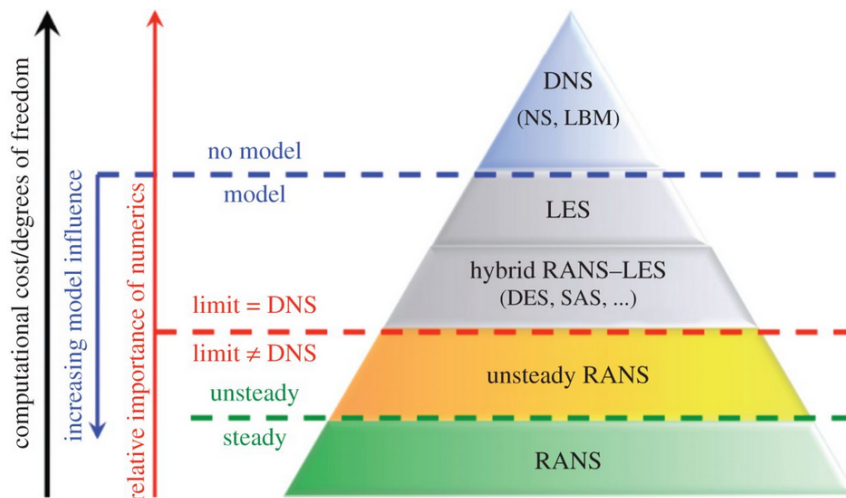 computational cost/degrees of freedom
increasing model influence
relative importance of numerics
DNS
(NS, LBM)
no model
model
LES
hybrid RANS–LES
(DES, SAS, ...)
limit = DNS
limit ≠ DNS
unsteady RANS
unsteady
steady
RANS